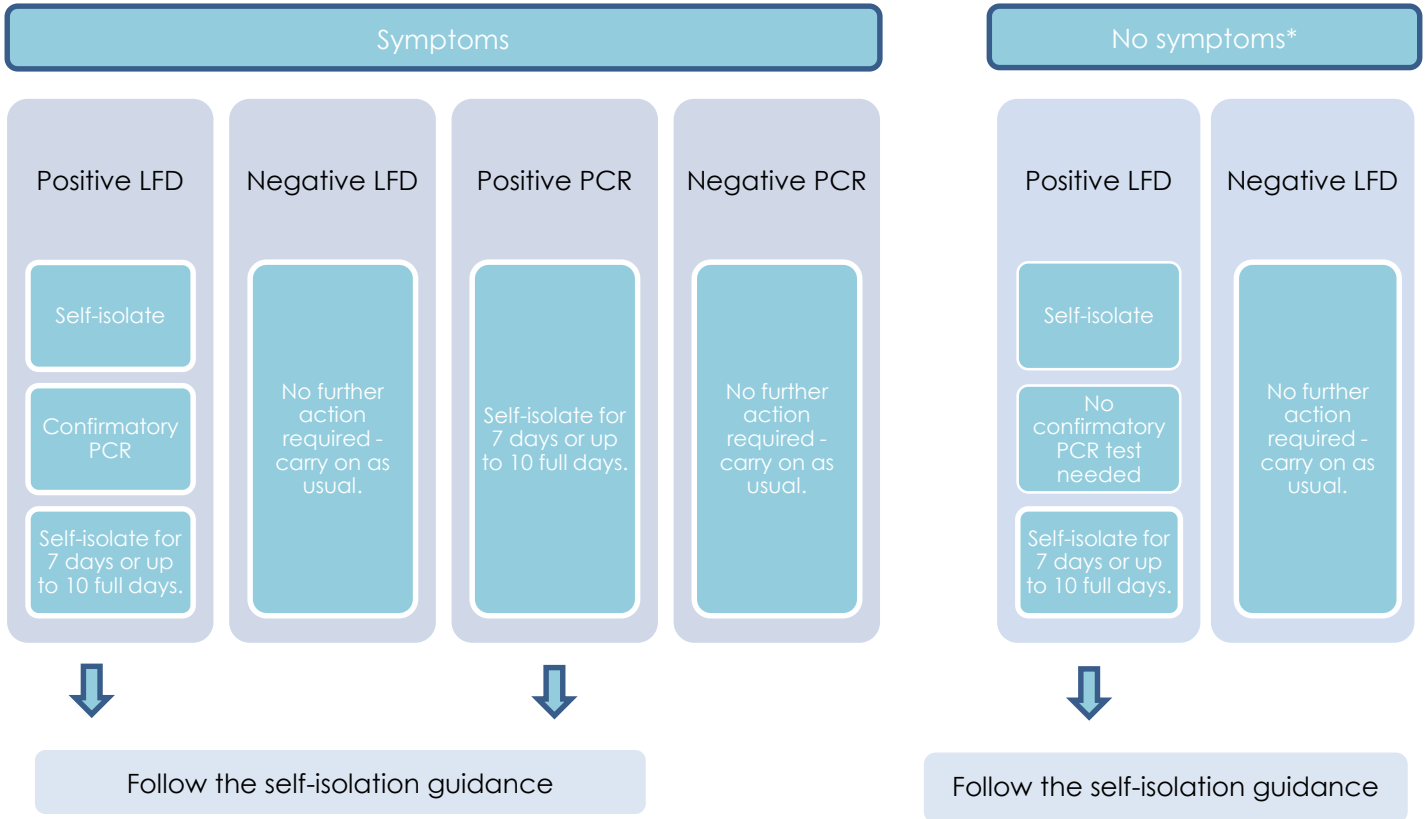 Symptoms
Positive LFD
Self-isolate
Confirmatory
PCR
Self-isolate for
7 days or up
to 10 full days.
Negative LFD
No further
action
required -
carry on as
usual.
Positive PCR
Self-isolate for
7 days or up
to 10 full days.
Negative PCR
No further
action
required -
carry on as
usual.
Follow the self-isolation guidance
No symptoms*
Positive LFD
Self-isolate
No
confirmatory
PCR test
needed
Self-isolate for
7 days or up
to 10 full days.
Negative LFD
No further
action
required -
carry on as
usual.
Follow the self-isolation guidance